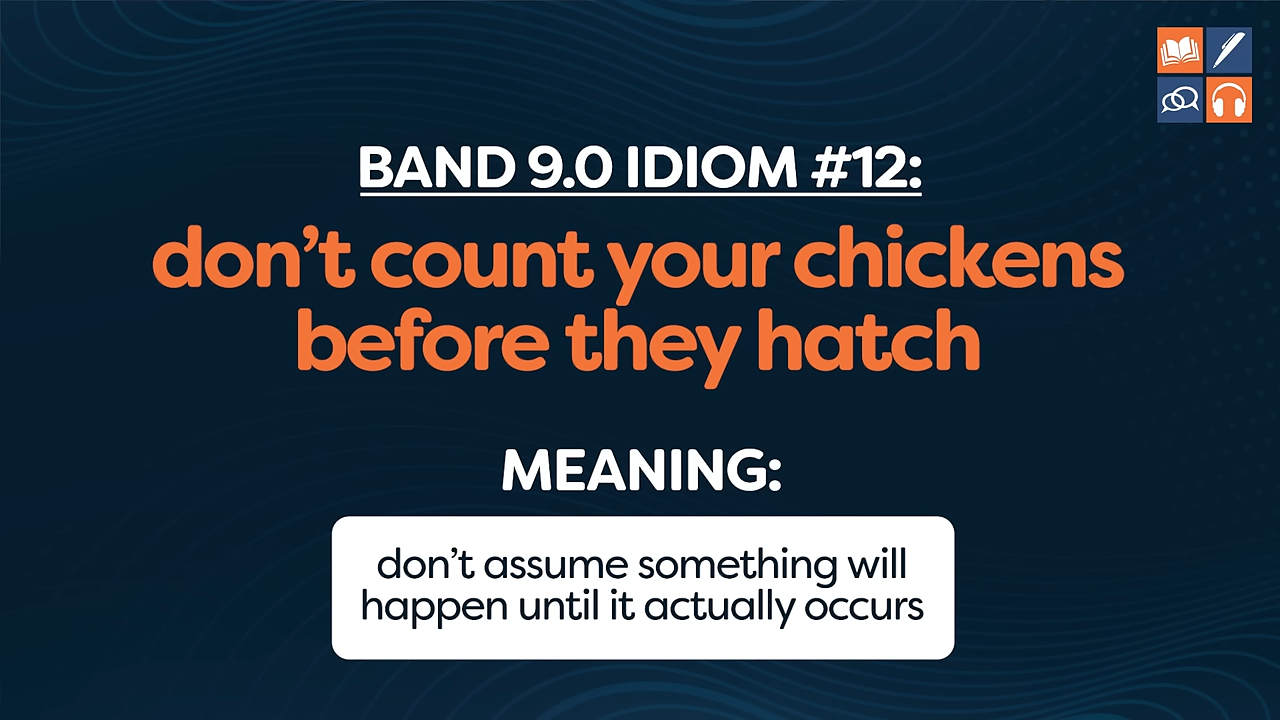 BAND 9.0 IDIOM #12:
don’t count your chickens
before they hatch
MEANING:
don’t assume something will
happen until it actually occurs